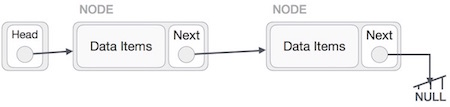 NODE
NODE
Head
Data Items
Next
Data Items
Next
NULL